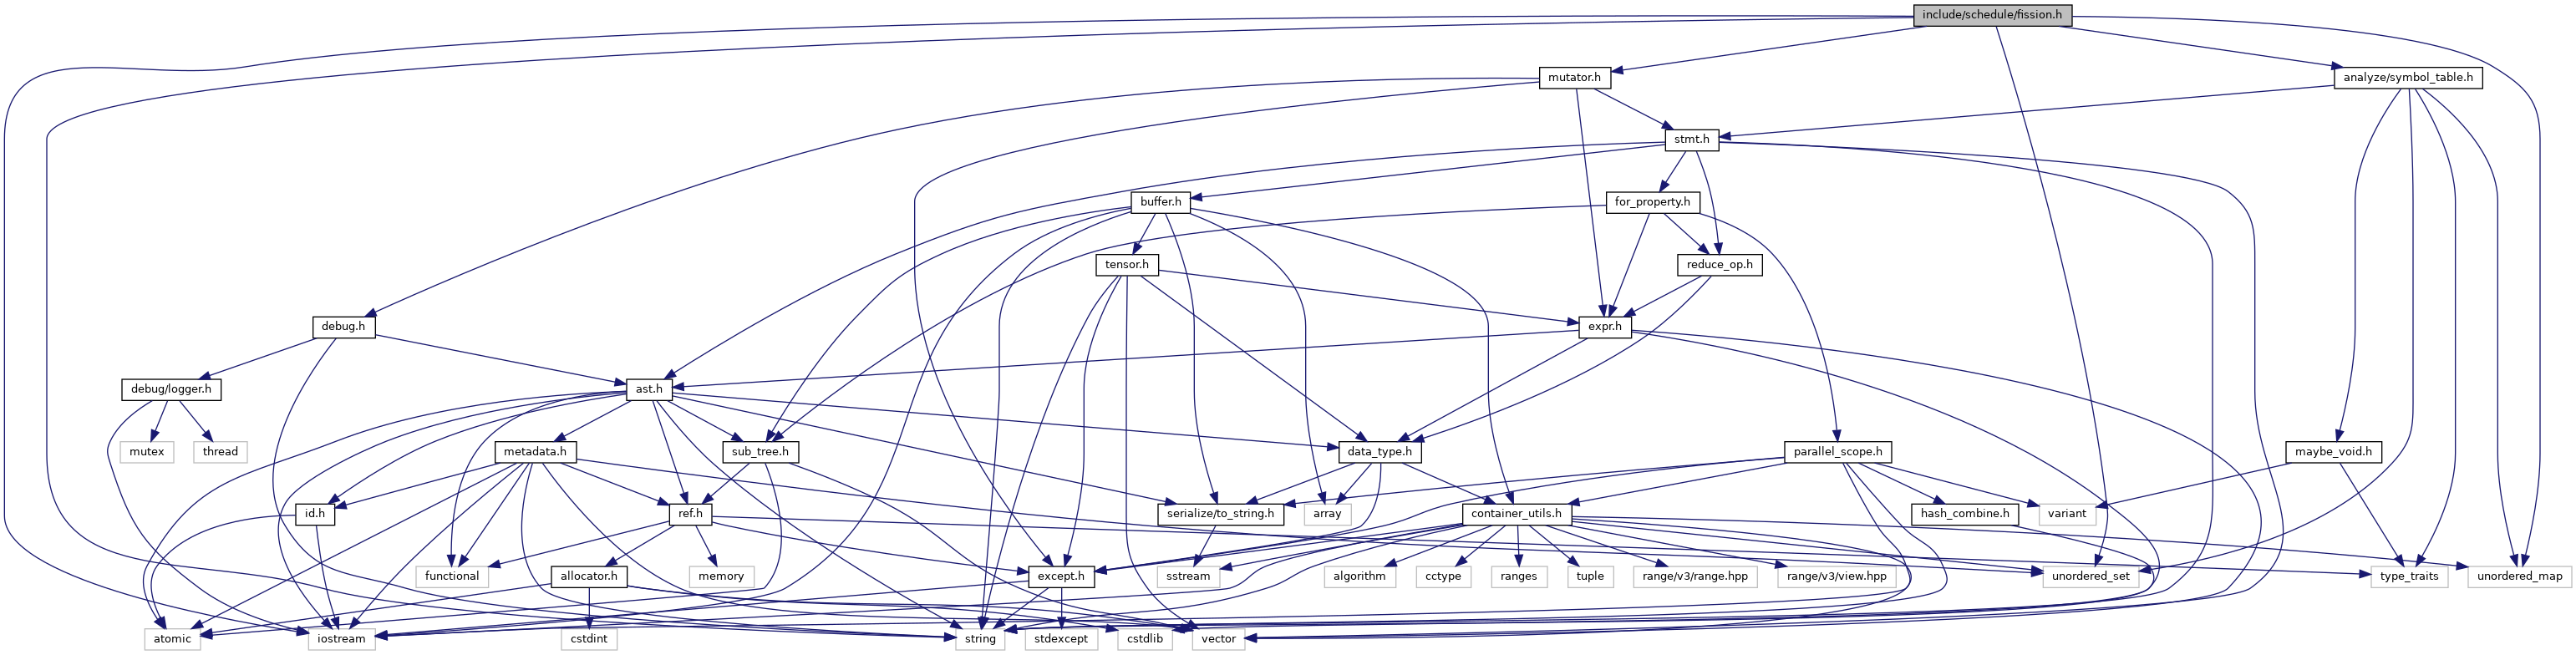 include/schedule/fission.h
mutator.h
analyze/symbol_table.h
stmt.h
buffer.h
for_property.h
tensor.h
reduce_op.h
debug.h
expr.h
debug/logger.h
ast.h
mutex
thread
metadata.h
sub_tree.h
data_type.h
parallel_scope.h
maybe_void.h
id.h
ref.h
serialize/to_string.h
array
container_utils.h
hash_combine.h
variant
functional
allocator.h
memory
except.h
sstream
algorithm
cctype
ranges
tuple
range/v3/range.hpp
range/v3/view.hpp
unordered_set
type_traits
unordered_map
atomic
iostream
cstdint
string
stdexcept
cstdlib
vector